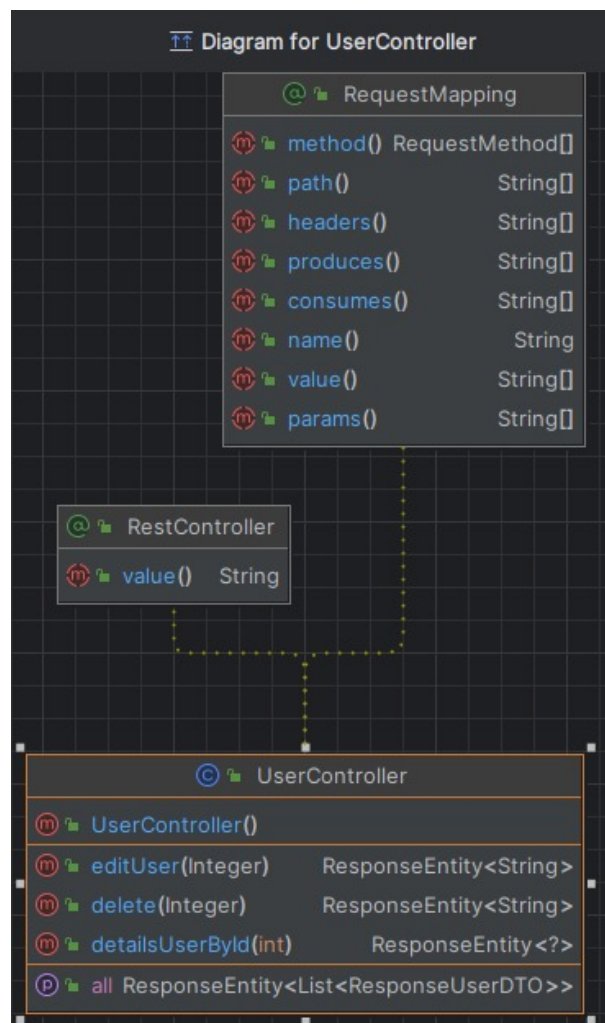 Diagram for UserController
RequestMapping
method() RequestMethod[]
path() String[]
headers() String[]
produces() String[]
consumes() String[]
name() String
value() String[]
params() String[]
RestController
value() String
UserController
UserController()
editUser(Integer) ResponseEntity<String>
delete(Integer) ResponseEntity<String>
detailsUserById(int) ResponseEntity<?>
all ResponseEntity<List<ResponseUserDTO>>